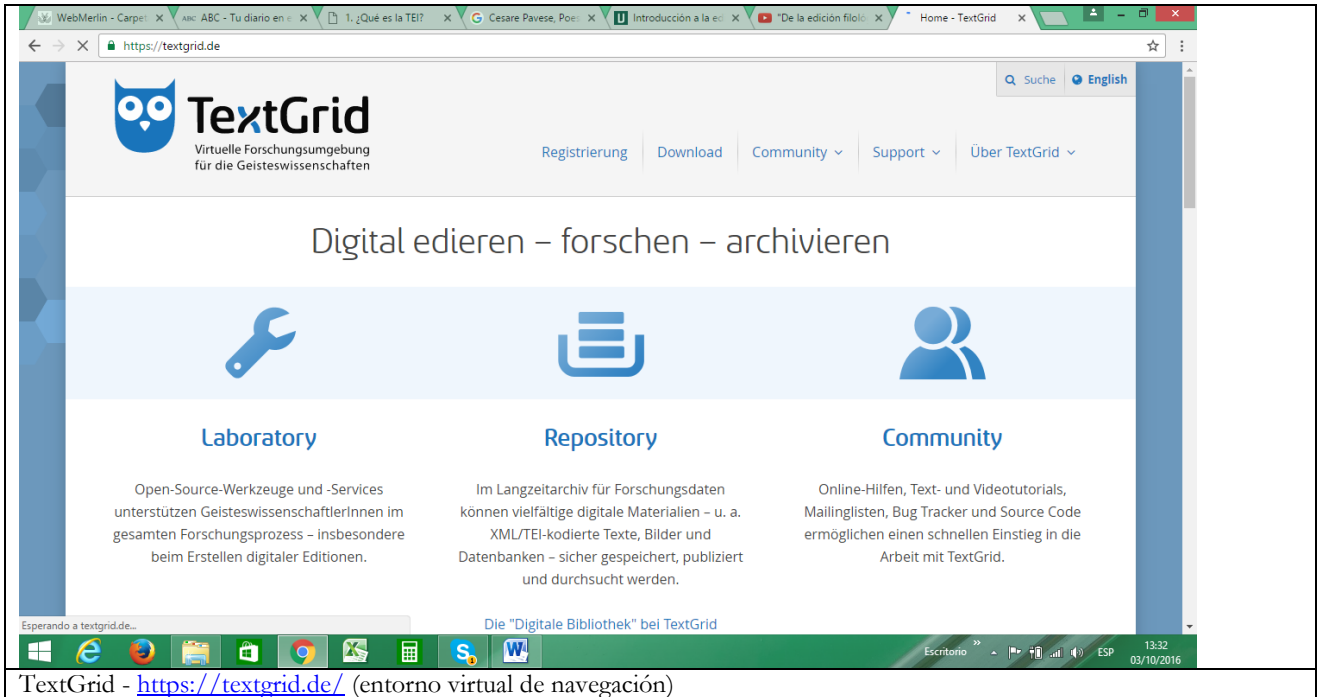 WebMerlin - Carpet
ABC ABC - Tu diario en e
1. ¿Qué es la TEI?
Cesare Pavese, Poes
Introducción a la ed
"De la edición filoló
Home - TextGrid
https://textgrid.de
Suche English
TextGrid
Virtuelle Forschungsumgebung
für die Geisteswissenschaften
Registrierung Download Community Support Über TextGrid
Digital edieren – forschen – archivieren
Laboratory
Open-Source-Werkzeuge und -Services
unterstützen GeisteswissenschaftlerInnen im
gesamten Forschungsprozess – insbesondere
beim Erstellen digitaler Editionen.
Repository
Im Langzeitarchiv für Forschungsdaten
können vielfältige digitale Materialien – u. a.
XML/TEI-kodierte Texte, Bilder und
Datenbanken – sicher gespeichert, publiziert
und durchsucht werden.
Die "Digitale Bibliothek" bei TextGrid
Community
Online-Hilfen, Text- und Videotutorials,
Mailinglisten, Bug Tracker und Source Code
ermöglichen einen schnellen Einstieg in die
Arbeit mit TextGrid.
Esperando a textgrid.de...
Escritorio ESP 13:32
03/10/2016
TextGrid - https://textgrid.de/ (entorno virtual de navegación)